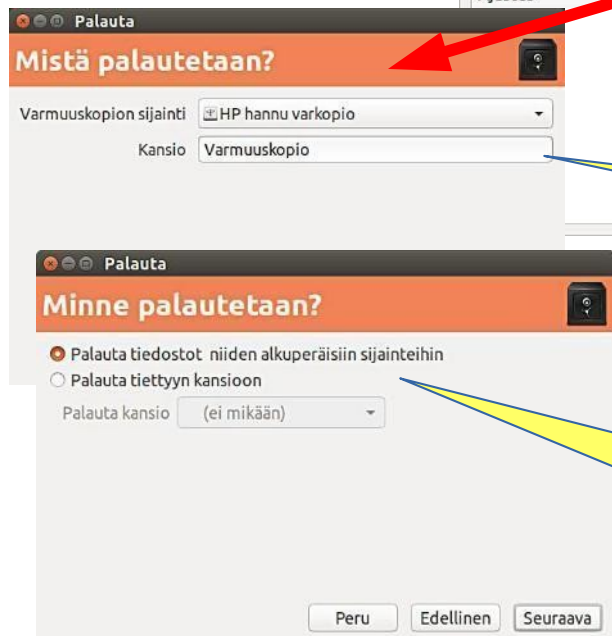 Palauta
Mistä palautetaan?
Varmuuskopion sijainti HP hannu varkopio
Kansio Varmuuskopio
Palauta
Minne palautetaan?
Palauta tiedostot niiden alkuperäisiin sijainteihin
Palauta tiettyyn kansioon
Palauta kansio (ei mikään)
Peru Edellinen Seuraava